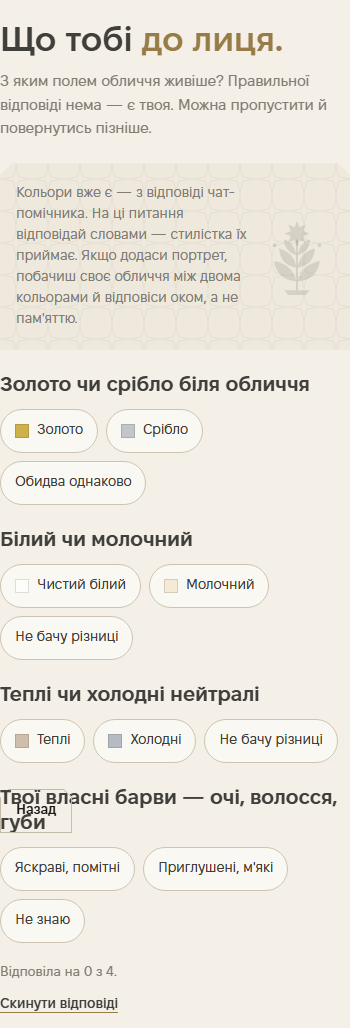 Що тобі до лиця.
З яким полем обличчя живіше? Правильної
відповіді нема — є твоя. Можна пропустити й
повернутись пізніше.
Кольори вже є — з відповіді чат-
помічника. На ці питання
відповідай словами — стилістка їх
приймає. Якщо додаси портрет,
побачиш своє обличчя між двома
кольорами й відповіси оком, а не
пам'яттю.
Золото чи срібло біля обличчя
Золото Срібло
Обидва однаково
Білий чи молочний
Чистий білий Молочний
Не бачу різниці
Теплі чи холодні нейтралі
Теплі Холодні Не бачу різниці
Твої власні барви — очі, волосся,
губи
Назад
Яскраві, помітні Приглушені, м'які
Не знаю
Відповіла на 0 з 4.
Скинути відповіді